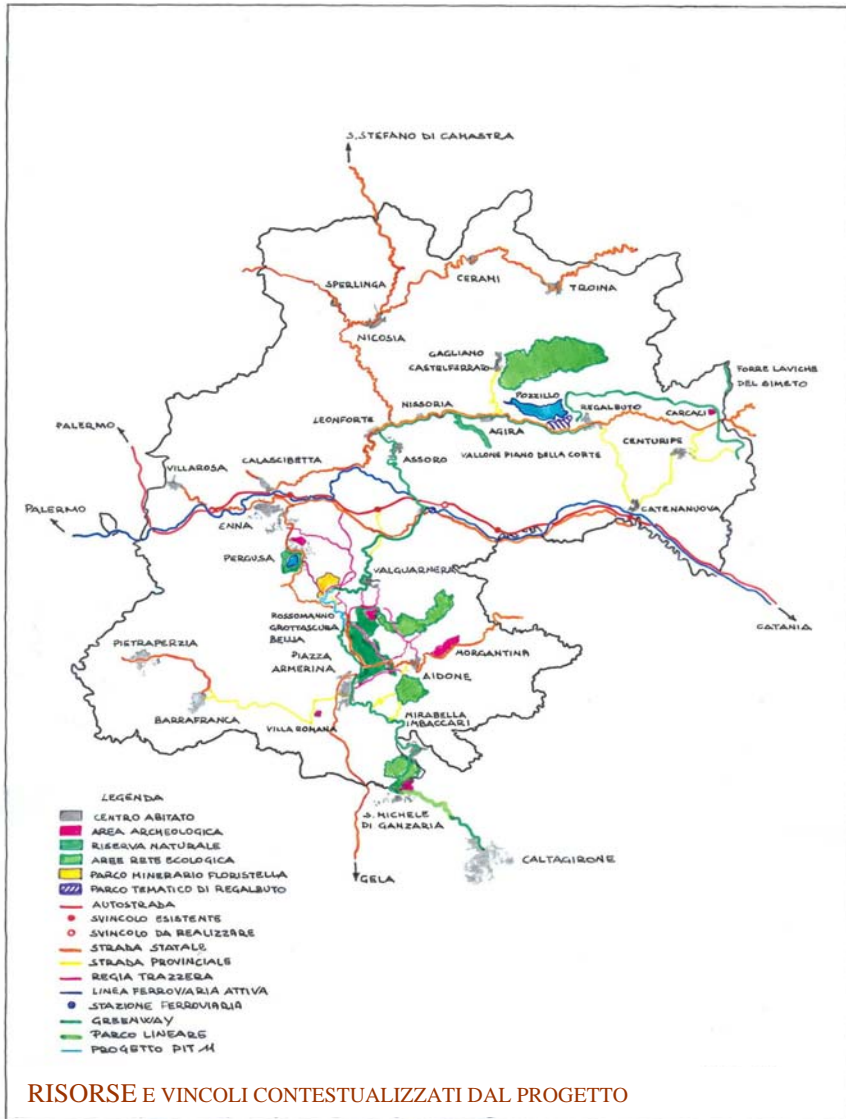 S. STEFANO DI CAMASTRA
SPERLINGA
CERAMI
TROINA
NICOSIA
GAGLIANO
CASTELFERRATO
FORRE LAVICHE
DEL SIMETO
POZZILLO
NISSORIA
REGALBUTO
CARCACI
LEONFORTE
AGIRA
PALERMO
CENTURIPE
ASSORO
VALLONE PIANO DELLA CORTE
CALASCIBETTA
VILLAROSA
PALERMO
CATENANUOVA
ENNA
PERGUSA
VALGUARNERA
CATANIA
ROSSOMANNO
GROTTASCURA
BELLIA
PIETRAPERZIA
MORGANTINA
PIAZZA
ARMERINA
AIDONE
BARRAFRANCA
VILLA ROMANA
MIRABELLA
IMBACCARI
S. MICHELE
DI GANZARIA
CALTAGIRONE
GELA
LEGENDA
CENTRO ABITATO
AREA ARCHEOLOGICA
RISERVA NATURALE
AREE RETE ECOLOGICA
PARCO MINERARIO FLORISTELLA
PARCO TEMATICO DI REGALBUTO
AUTOSTRADA
SVINCOLO ESISTENTE
SVINCOLO DA REALIZZARE
STRADA STATALE
STRADA PROVINCIALE
REGIA TRAZZERA
LINEA FERROVIARIA ATTIVA
STAZIONE FERROVIARIA
GREENWAY
PARCO LINEARE
PROGETTO PIT 11
RISORSE E VINCOLI CONTESTUALIZZATI DAL PROGETTO